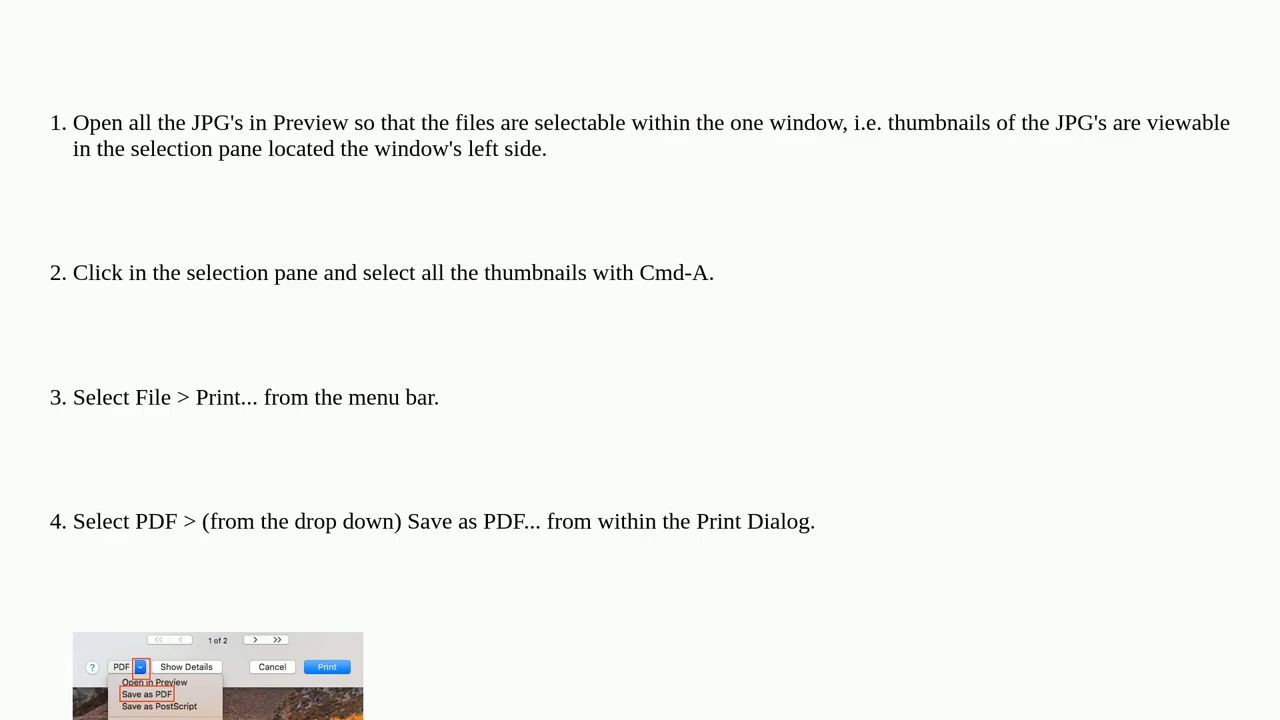 1. Open all the JPG's in Preview so that the files are selectable within the one window, i.e. thumbnails of the JPG's are viewable
in the selection pane located the window's left side.
2. Click in the selection pane and select all the thumbnails with Cmd-A.
3. Select File > Print... from the menu bar.
4. Select PDF > (from the drop down) Save as PDF... from within the Print Dialog.
<< < 1 of 2 > >>
? PDF Show Details Cancel Print
Open in Preview
Save as PDF
Save as PostScript